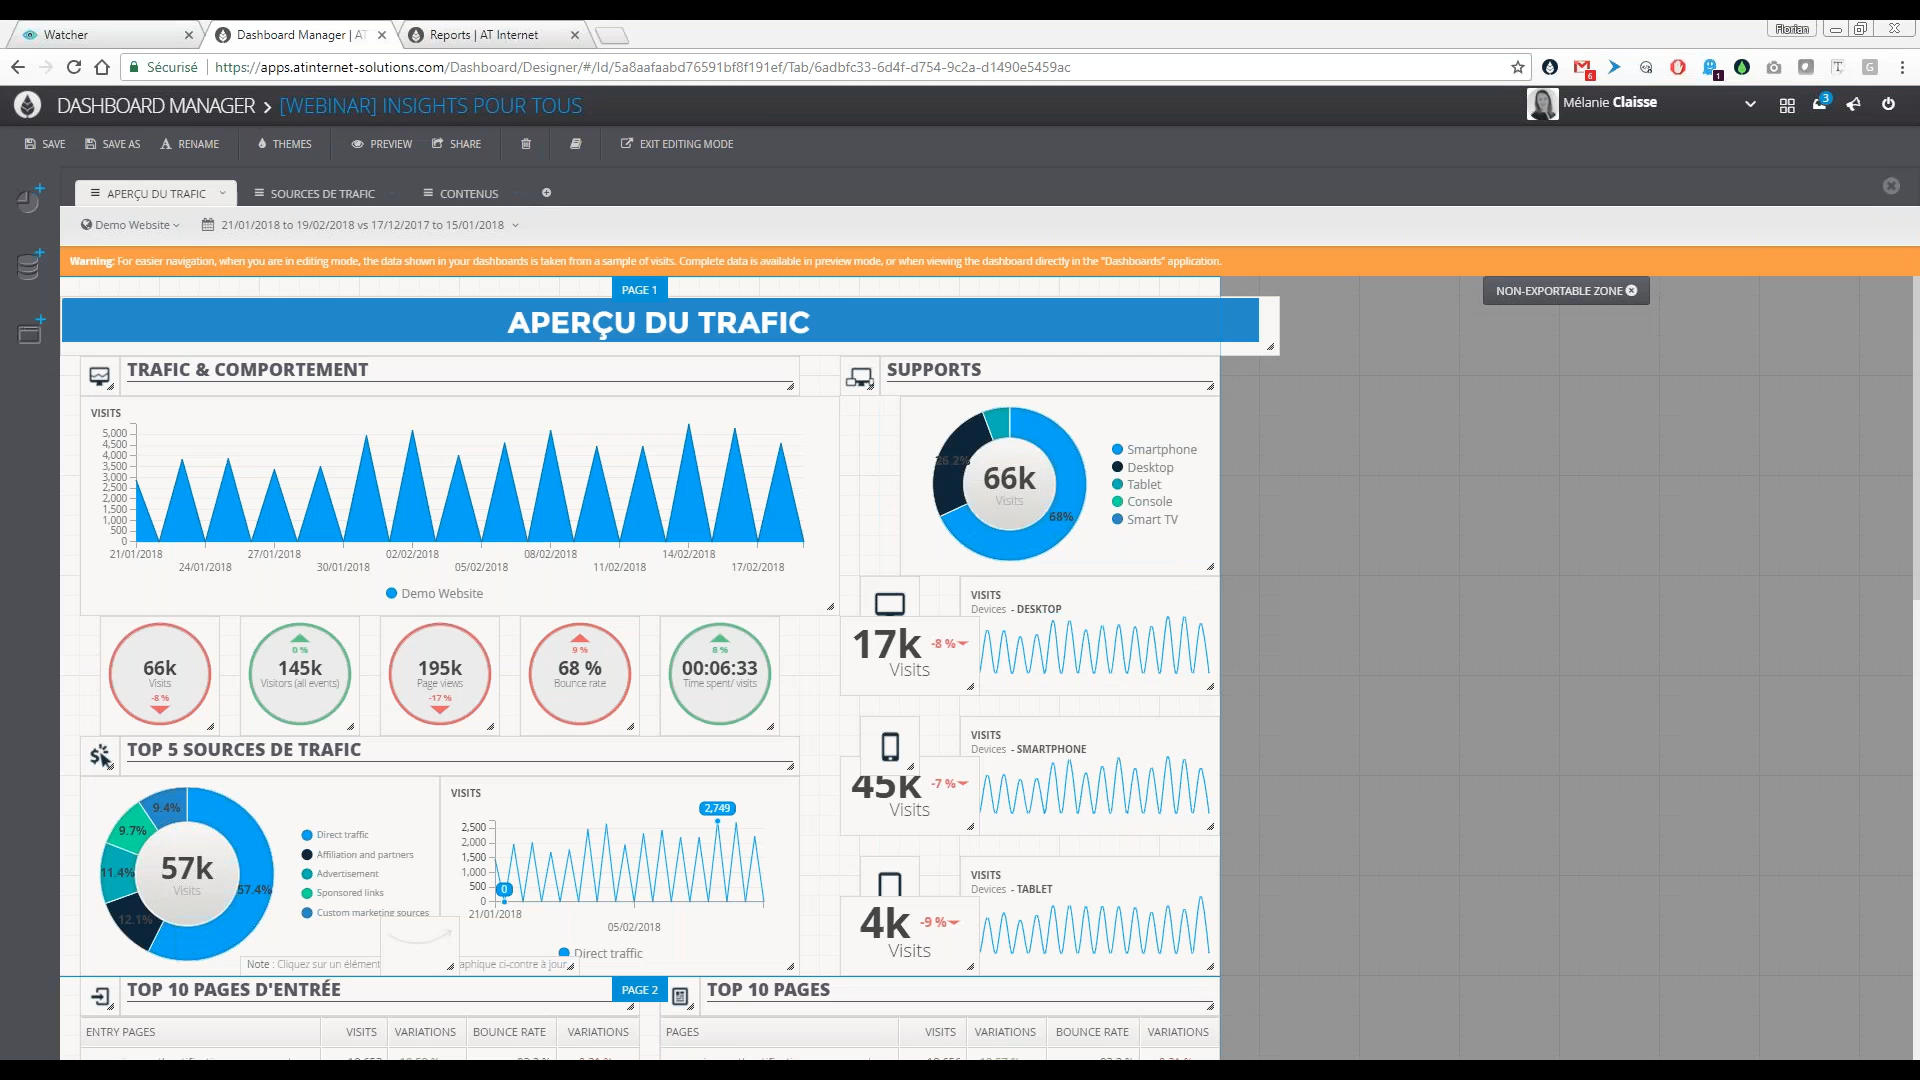 Watcher
Dashboard Manager | AT
Reports | AT Internet
Florian
Sécurisé
https://apps.atinternet-solutions.com/Dashboard/Designer/#/Id/5a8aafaabd76591bf8f191ef/Tab/6adbfc33-6d4f-d754-9c2a-d1490e5459ac
6
1
DASHBOARD MANAGER > [WEBINAR] INSIGHTS POUR TOUS
Mélanie Claisse
3
SAVE
SAVE AS
RENAME
THEMES
PREVIEW
SHARE
EXIT EDITING MODE
APERÇU DU TRAFIC
SOURCES DE TRAFIC
CONTENUS
Demo Website
21/01/2018 to 19/02/2018 vs 17/12/2017 to 15/01/2018
Warning: For easier navigation, when you are in editing mode, the data shown in your dashboards is taken from a sample of visits. Complete data is available in preview mode, or when viewing the dashboard directly in the "Dashboards" application.
PAGE 1
NON-EXPORTABLE ZONE
APERÇU DU TRAFIC
TRAFIC & COMPORTEMENT
VISITS
5,000
4,500
4,000
3,500
3,000
2,500
2,000
1,500
1,000
500
0
21/01/2018
27/01/2018
02/02/2018
08/02/2018
14/02/2018
24/01/2018
30/01/2018
05/02/2018
11/02/2018
17/02/2018
Demo Website
66k
Visits
-8 %
0 %
145k
Visitors (all events)
195k
Page views
-17 %
9 %
68 %
Bounce rate
8 %
00:06:33
Time spent/ visits
SUPPORTS
26.2%
66k
Visits
68%
Smartphone
Desktop
Tablet
Console
Smart TV
17k
-8 %
Visits
VISITS
Devices - DESKTOP
45k
-7 %
Visits
VISITS
Devices - SMARTPHONE
4k
-9 %
Visits
VISITS
Devices - TABLET
TOP 5 SOURCES DE TRAFIC
9.4%
9.7%
11.4%
12.1%
57.4%
57k
Visits
Direct traffic
Affiliation and partners
Advertisement
Sponsored links
Custom marketing sources
VISITS
2,749
2,500
2,000
1,500
1,000
500
0
0
21/01/2018
05/02/2018
Direct traffic
Note : Cliquez sur un élément
aphique ci-contre à jour
PAGE 2
TOP 10 PAGES D'ENTRÉE
ENTRY PAGES
VISITS
VARIATIONS
BOUNCE RATE
VARIATIONS
TOP 10 PAGES
PAGES
VISITS
VARIATIONS
BOUNCE RATE
VARIATIONS